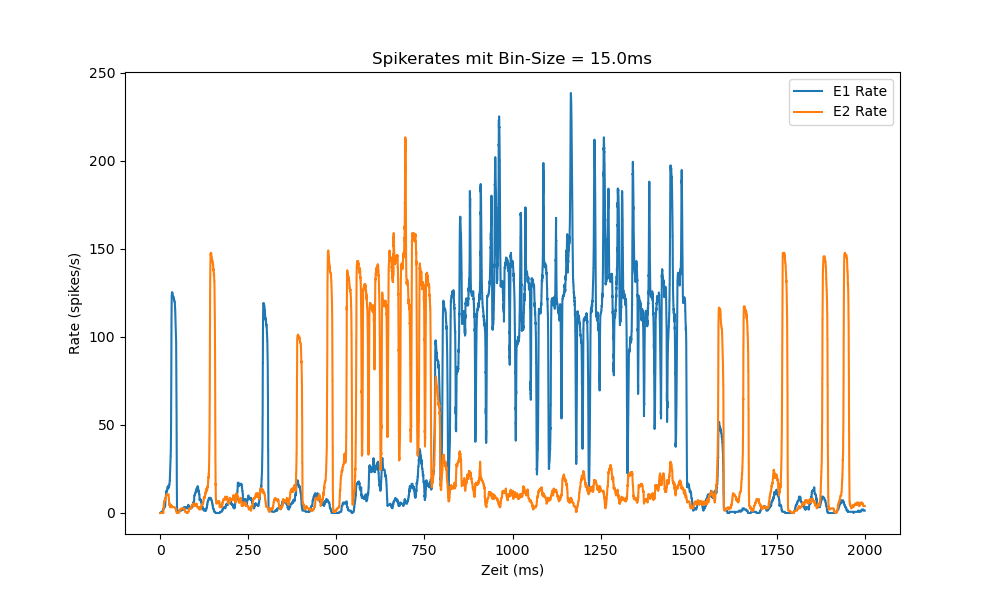 Spikerates mit Bin-Size = 15.0ms
E1 Rate
E2 Rate
250
200
150
100
50
0
Rate (spikes/s)
0 250 500 750 1000 1250 1500 1750 2000
Zeit (ms)